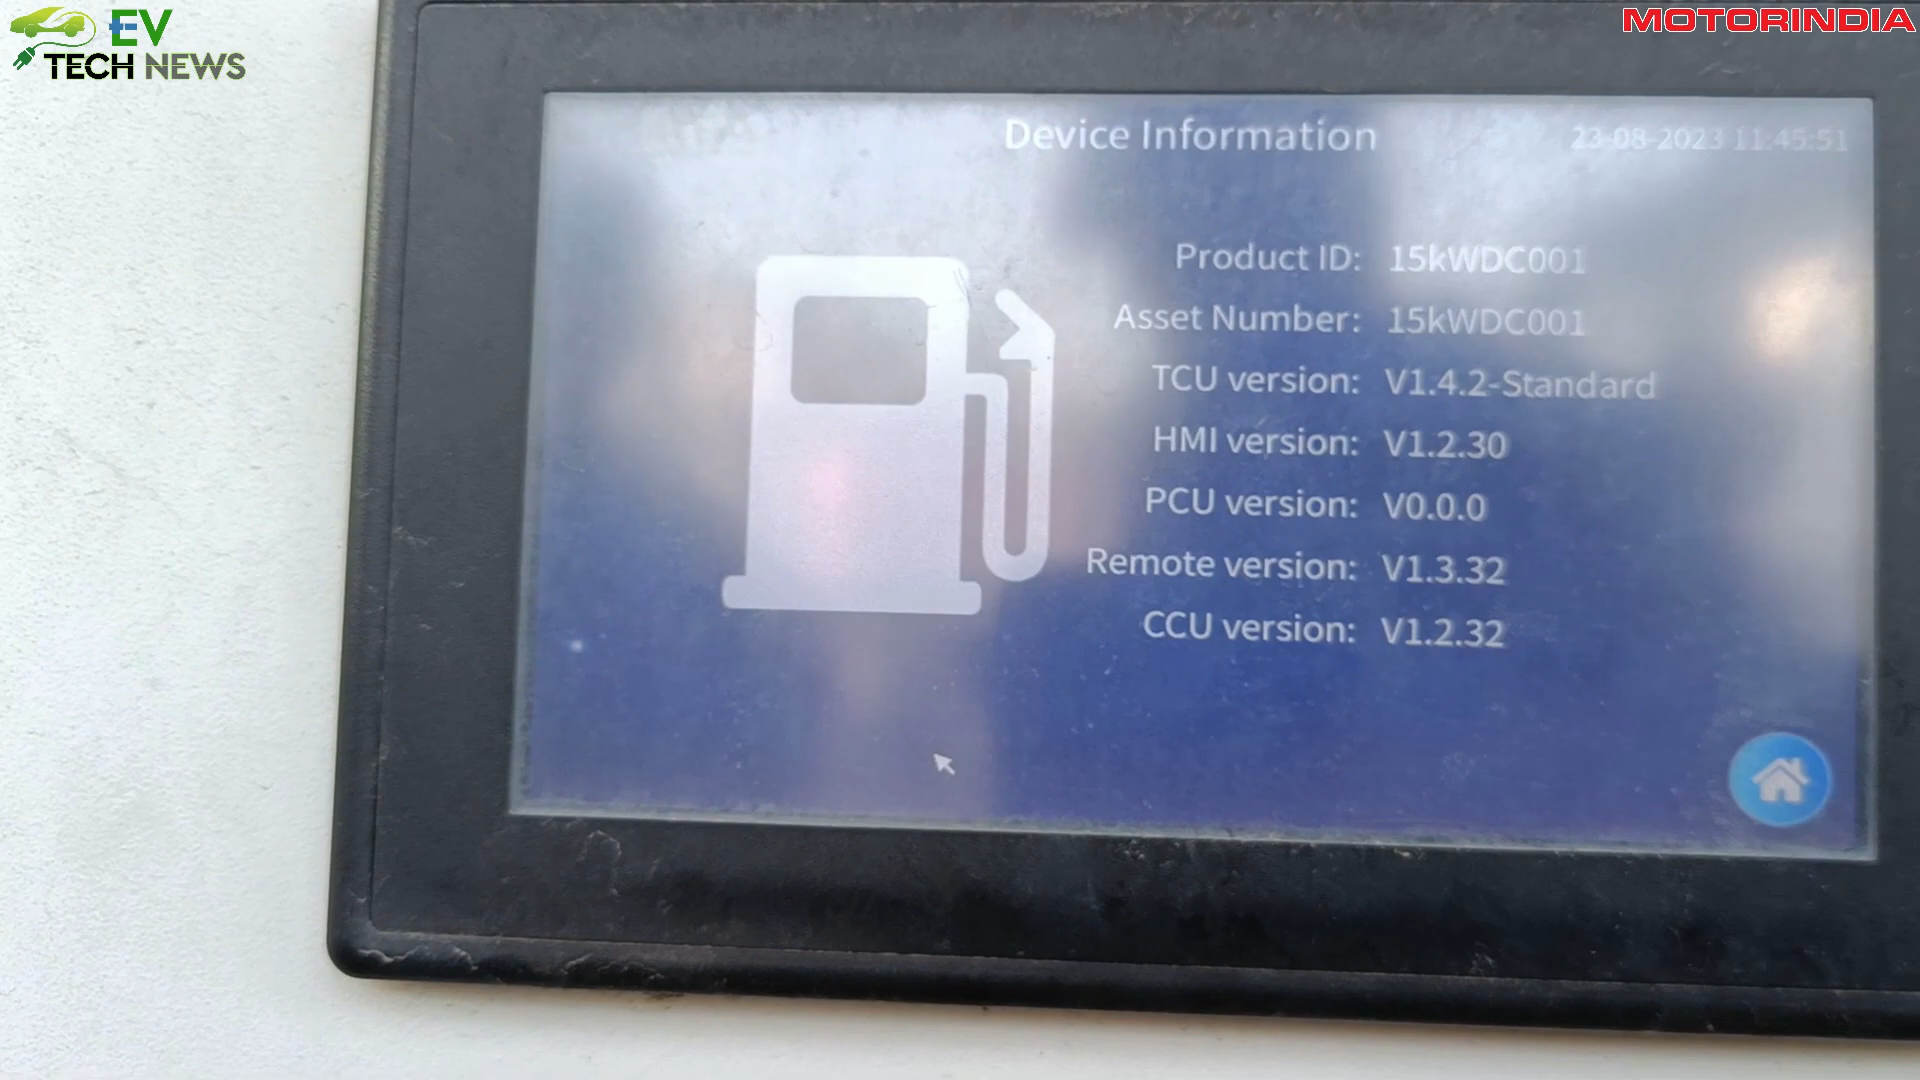 EV
TECH NEWS
MOTORINDIA
Device Information
23-08-2023 11:45:51
Product ID: 15kWDC001
Asset Number: 15kWDC001
TCU version: V1.4.2-Standard
HMI version: V1.2.30
PCU version: V0.0.0
Remote version: V1.3.32
CCU version: V1.2.32